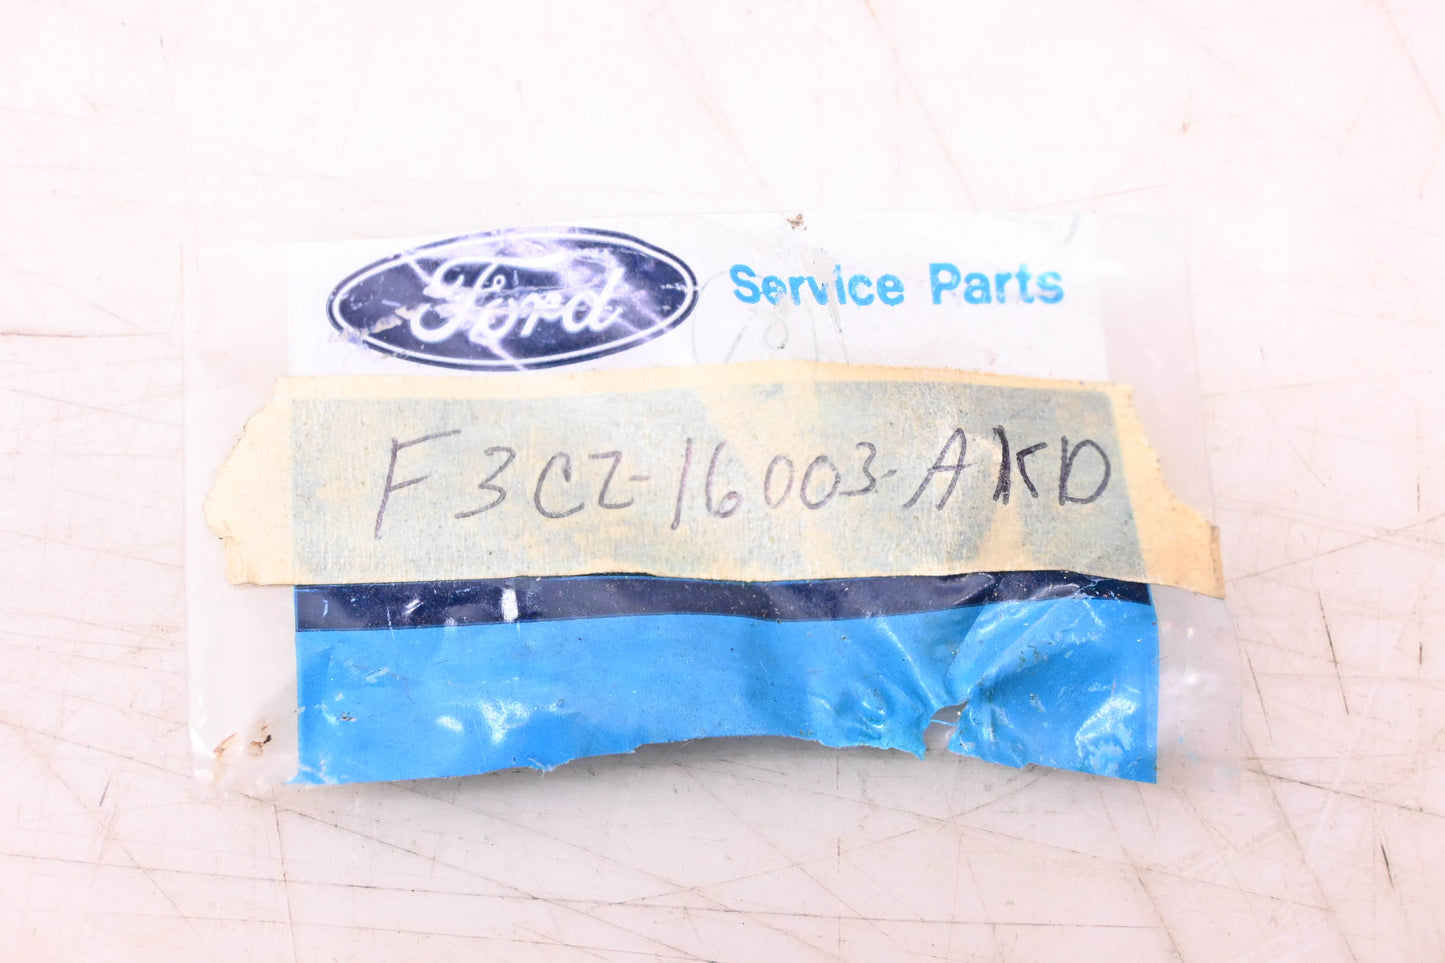 Ford
Service Parts
F3CZ-16003-AKD